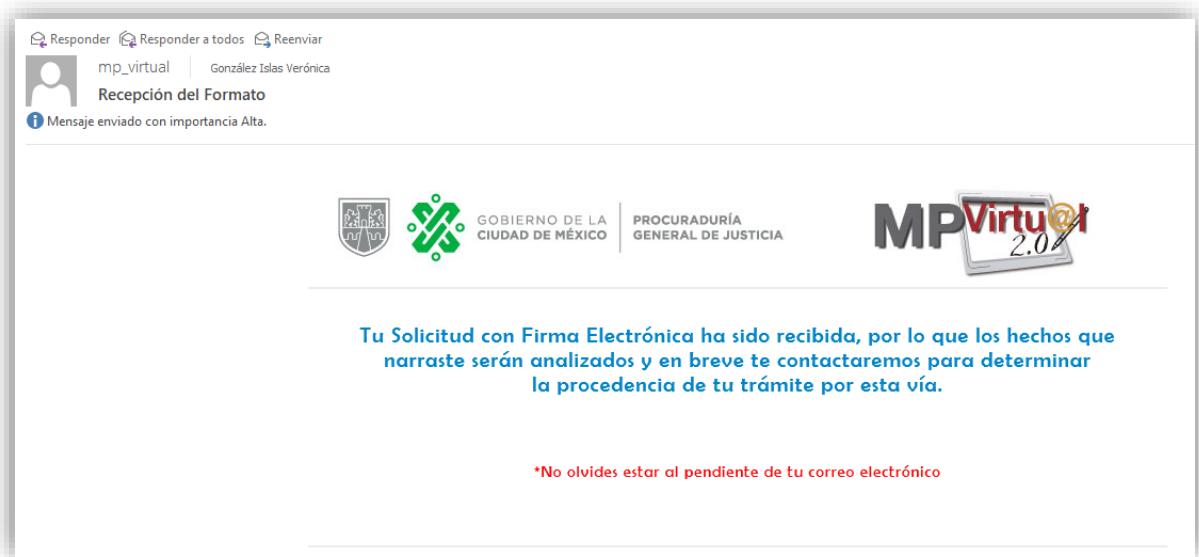 Responder Responder a todos Reenviar
mp_virtual González Islas Verónica
Recepción del Formato
Mensaje enviado con importancia Alta.
GOBIERNO DE LA
CIUDAD DE MÉXICO
PROCURADURÍA
GENERAL DE JUSTICIA
MPVirtu@l
2.0
Tu Solicitud con Firma Electrónica ha sido recibida, por lo que los hechos que
narraste serán analizados y en breve te contactaremos para determinar
la procedencia de tu trámite por esta vía.
*No olvides estar al pendiente de tu correo electrónico